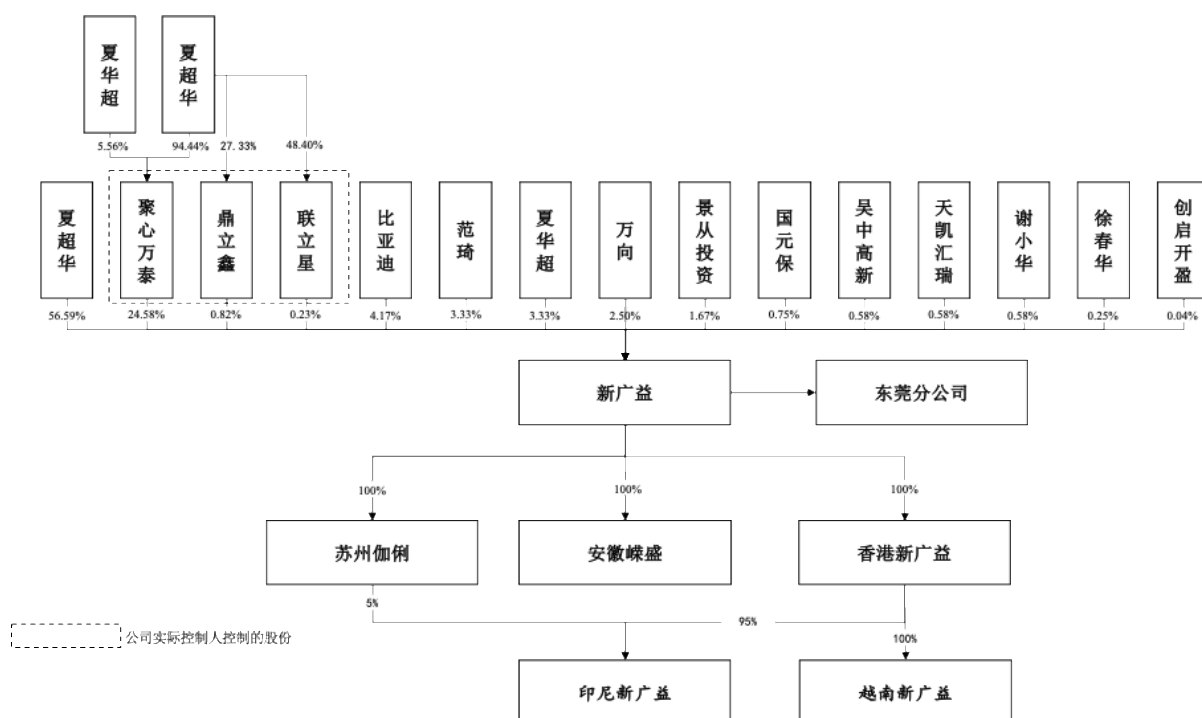 夏华超
夏超华
5.56%
94.44%
27.33%
48.40%
夏超华
聚心万泰
鼎立鑫
联立星
比亚迪
范琦
夏华超
万向
景从投资
国元保
吴中高新
天凯汇瑞
谢小华
徐春华
创启开盈
56.59%
24.58%
0.82%
0.23%
4.17%
3.33%
3.33%
2.50%
1.67%
0.75%
0.58%
0.58%
0.58%
0.25%
0.04%
新广益
东莞分公司
100%
100%
100%
苏州伽俐
安徽嵘盛
香港新广益
5%
95%
100%
公司实际控制人控制的股份
印尼新广益
越南新广益